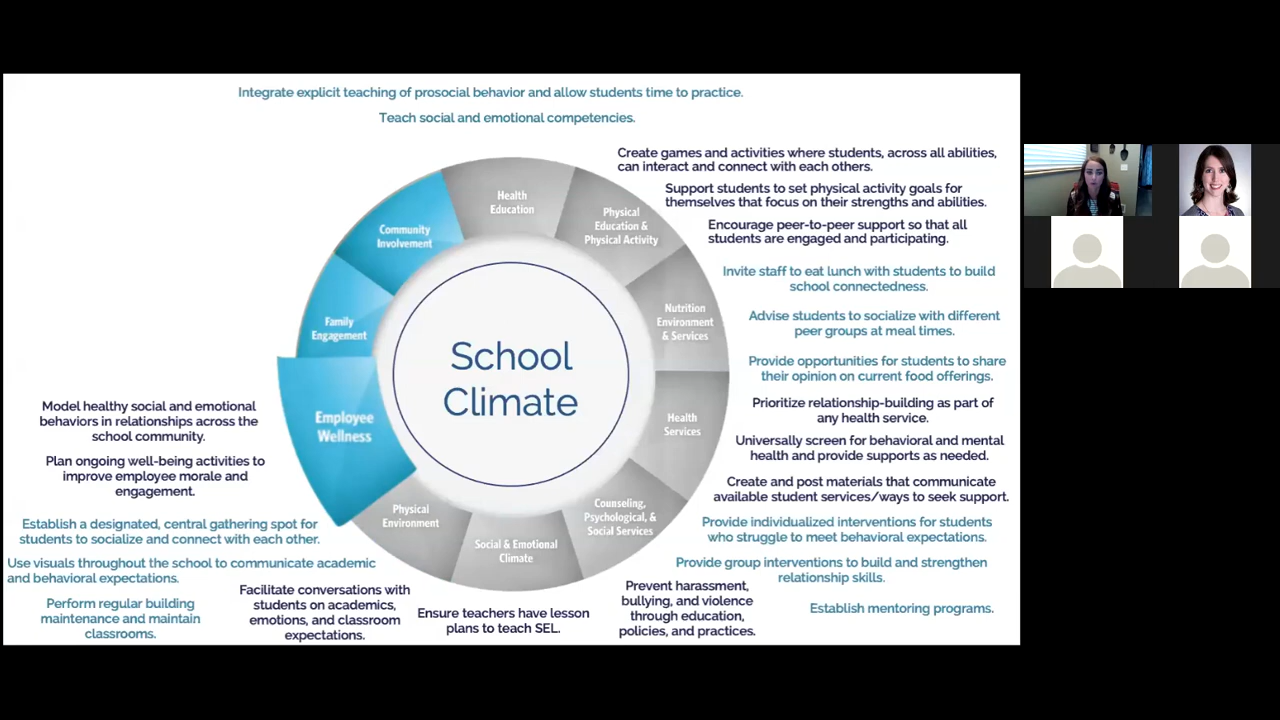 Integrate explicit teaching of prosocial behavior and allow students time to practice.
Teach social and emotional competencies.
Create games and activities where students, across all abilities,
can interact and connect with each others.
Support students to set physical activity goals for
themselves that focus on their strengths and abilities.
Encourage peer-to-peer support so that all
students are engaged and participating.
Invite staff to eat lunch with students to build
school connectedness.
Advise students to socialize with different
peer groups at meal times.
Provide opportunities for students to share
their opinion on current food offerings.
Prioritize relationship-building as part of
any health service.
Universally screen for behavioral and mental
health and provide supports as needed.
Create and post materials that communicate
available student services/ways to seek support.
Provide individualized interventions for students
who struggle to meet behavioral expectations.
Provide group interventions to build and strengthen
relationship skills.
Establish mentoring programs.
Prevent harassment,
bullying, and violence
through education,
policies, and practices.
Ensure teachers have lesson
plans to teach SEL.
Facilitate conversations with
students on academics,
emotions, and classroom
expectations.
Model healthy social and emotional
behaviors in relationships across the
school community.
Plan ongoing well-being activities to
improve employee morale and
engagement.
Establish a designated, central gathering spot for
students to socialize and connect with each other.
Use visuals throughout the school to communicate academic
and behavioral expectations.
Perform regular building
maintenance and maintain
classrooms.
Health
Education
Physical
Education &
Physical Activity
Nutrition
Environment
& Services
Health
Services
Counseling,
Psychological, &
Social Services
Social & Emotional
Climate
Physical
Environment
Employee
Wellness
Family
Engagement
Community
Involvement
School
Climate